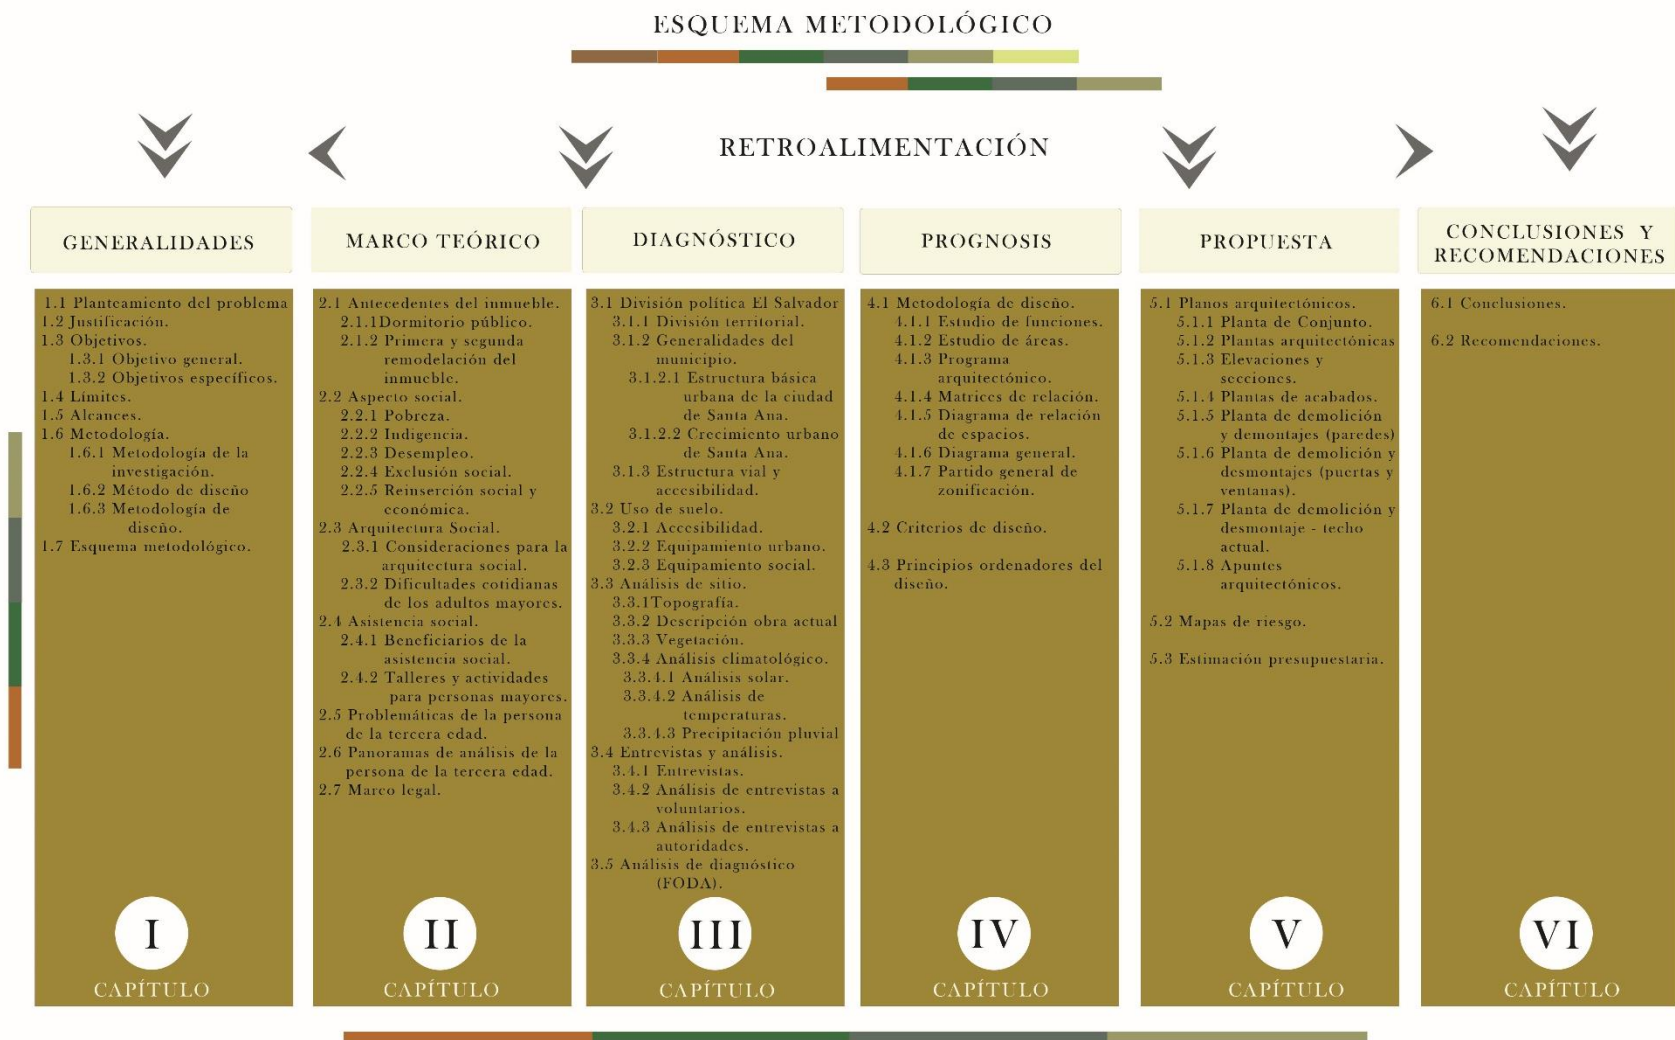 ESQUEMA METODOLÓGICO
RETROALIMENTACIÓN
GENERALIDADES
1.1 Planteamiento del problema
1.2 Justificación.
1.3 Objetivos.
1.3.1 Objetivo general.
1.3.2 Objetivos específicos.
1.4 Límites.
1.5 Alcances.
1.6 Metodología.
1.6.1 Metodología de la
investigación.
1.6.2 Método de diseño
1.6.3 Metodología de
diseño.
1.7 Esquema metodológico.
I
CAPÍTULO
MARCO TEÓRICO
2.1 Antecedentes del inmueble.
2.1.1Dormitorio público.
2.1.2 Primera y segunda
remodelación del
inmueble.
2.2 Aspecto social.
2.2.1 Pobreza.
2.2.2 Indigencia.
2.2.3 Desempleo.
2.2.4 Exclusión social.
2.2.5 Reinserción social y
económica.
2.3 Arquitectura Social.
2.3.1 Consideraciones para la
arquitectura social.
2.3.2 Dificultades cotidianas
de los adultos mayores.
2.4 Asistencia social.
2.4.1 Beneficiarios de la
asistencia social.
2.4.2 Talleres y actividades
para personas mayores.
2.5 Problemáticas de la persona
de la tercera edad.
2.6 Panoramas de análisis de la
persona de la tercera edad.
2.7 Marco legal.
II
CAPÍTULO
DIAGNÓSTICO
3.1 División política El Salvador
3.1.1 División territorial.
3.1.2 Generalidades del
municipio.
3.1.2.1 Estructura básica
urbana de la ciudad
de Santa Ana.
3.1.2.2 Crecimiento urbano
de Santa Ana.
3.1.3 Estructura vial y
accesibilidad.
3.2 Uso de suelo.
3.2.1 Accesibilidad.
3.2.2 Equipamiento urbano.
3.2.3 Equipamiento social.
3.3 Análisis de sitio.
3.3.1Topografía.
3.3.2 Descripción obra actual
3.3.3 Vegetación.
3.3.4 Análisis climatológico.
3.3.4.1 Análisis solar.
3.3.4.2 Análisis de
temperaturas.
3.3.4.3 Precipitación pluvial
3.4 Entrevistas y análisis.
3.4.1 Entrevistas.
3.4.2 Análisis de entrevistas a
voluntarios.
3.4.3 Análisis de entrevistas a
autoridades.
3.5 Análisis de diagnóstico
(FODA).
III
CAPÍTULO
PROGNOSIS
4.1 Metodología de diseño.
4.1.1 Estudio de funciones.
4.1.2 Estudio de áreas.
4.1.3 Programa
arquitectónico.
4.1.4 Matrices de relación.
4.1.5 Diagrama de relación
de espacios.
4.1.6 Diagrama general.
4.1.7 Partido general de
zonificación.
4.2 Criterios de diseño.
4.3 Principios ordenadores del
diseño.
IV
CAPÍTULO
PROPUESTA
5.1 Planos arquitectónicos.
5.1.1 Planta de Conjunto.
5.1.2 Plantas arquitectónicas
5.1.3 Elevaciones y
secciones.
5.1.4 Plantas de acabados.
5.1.5 Planta de demolición
y demontajes (paredes)
5.1.6 Planta de demolición y
desmontajes (puertas y
ventanas).
5.1.7 Planta de demolición y
desmontaje - techo
actual.
5.1.8 Apuntes
arquitectónicos.
5.2 Mapas de riesgo.
5.3 Estimación presupuestaria.
V
CAPÍTULO
CONCLUSIONES Y
RECOMENDACIONES
6.1 Conclusiones.
6.2 Recomendaciones.
VI
CAPÍTULO